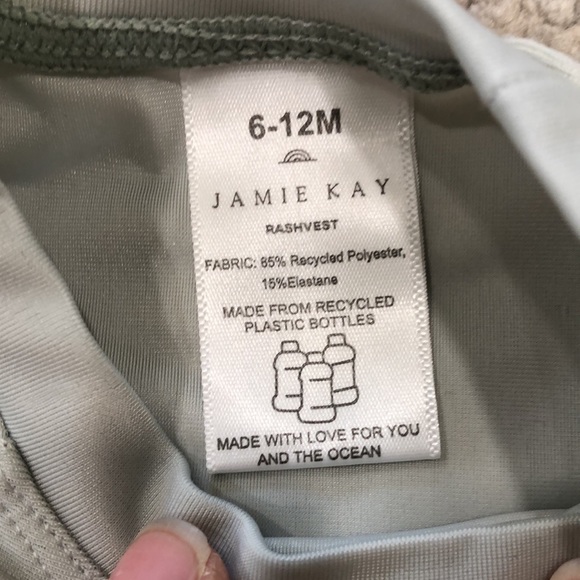 6-12M
JAMIE KAY
RASHVEST
FABRIC: 85% Recycled Polyester,
15%Elastane
MADE FROM RECYCLED
PLASTIC BOTTLES
MADE WITH LOVE FOR YOU
AND THE OCEAN